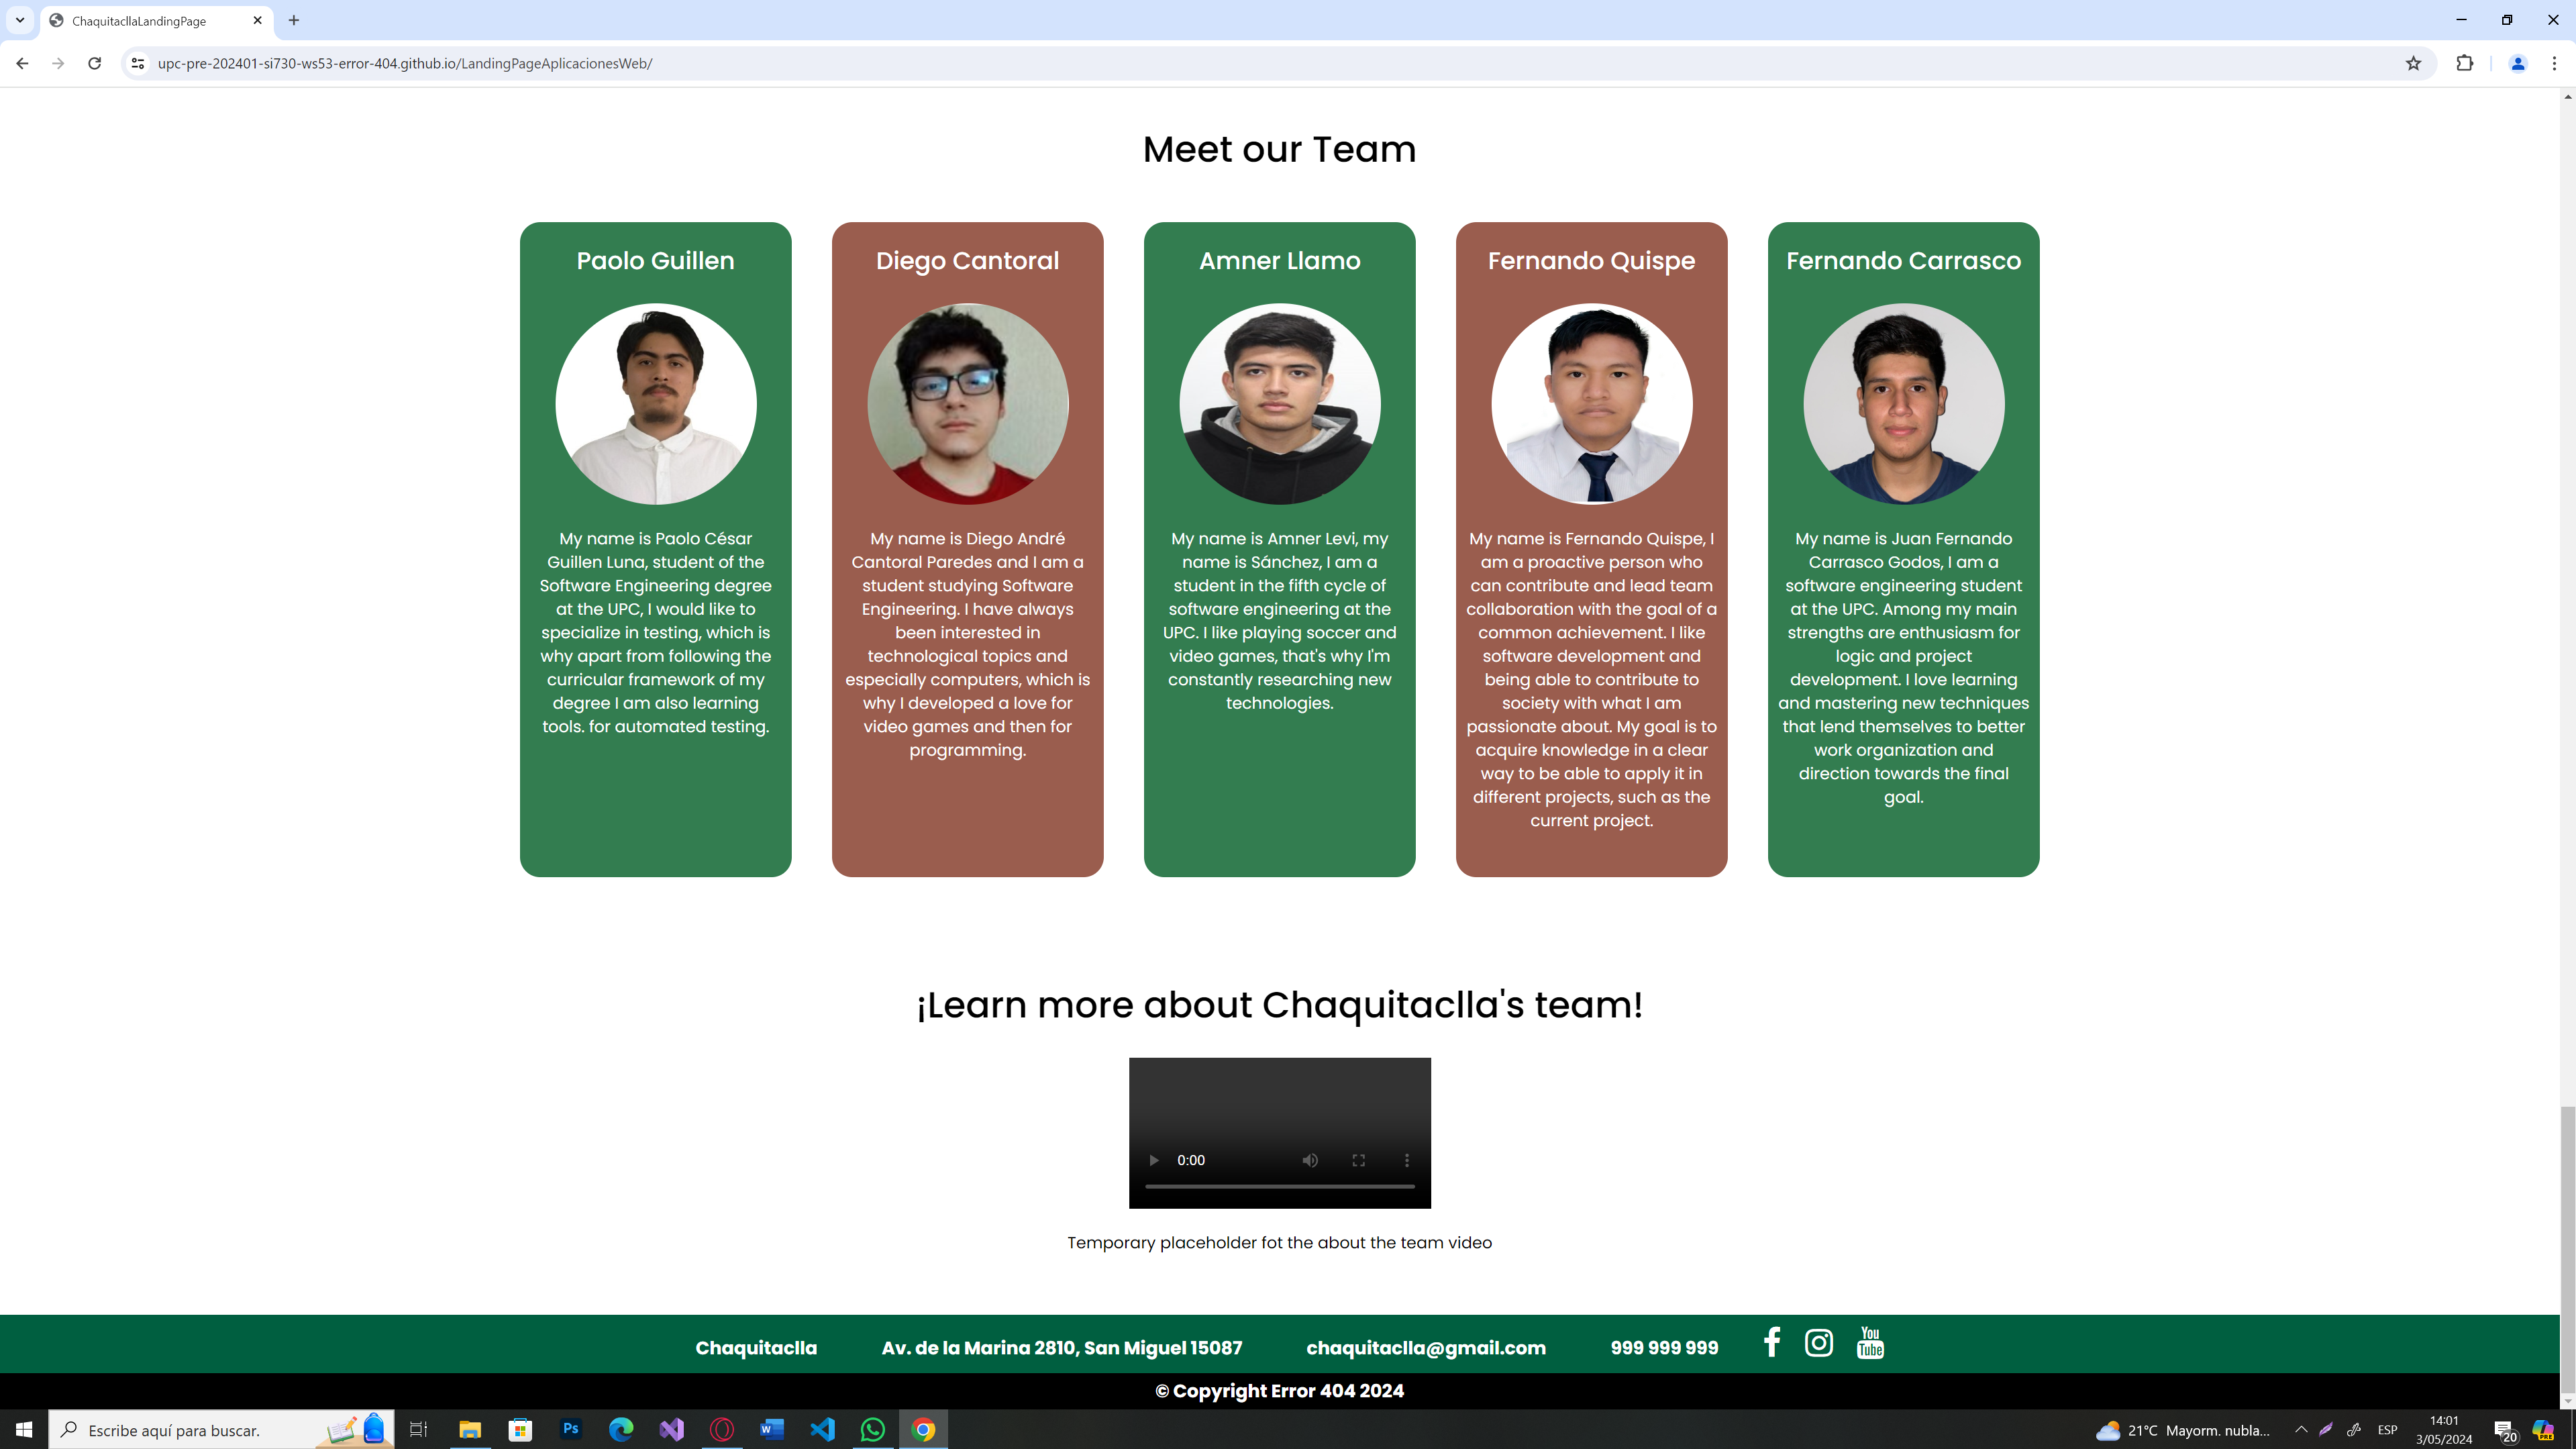 ChaquitacllaLandingPage
upc-pre-202401-si730-ws53-error-404.github.io/LandingPageAplicacionesWeb/
Meet our Team
Paolo Guillen
My name is Paolo César
Guillen Luna, student of the
Software Engineering degree
at the UPC, I would like to
specialize in testing, which is
why apart from following the
curricular framework of my
degree I am also learning
tools. for automated testing.
Diego Cantoral
My name is Diego André
Cantoral Paredes and I am a
student studying Software
Engineering. I have always
been interested in
technological topics and
especially computers, which is
why I developed a love for
video games and then for
programming.
Amner Llamo
My name is Amner Levi, my
name is Sánchez, I am a
student in the fifth cycle of
software engineering at the
UPC. I like playing soccer and
video games, that's why I'm
constantly researching new
technologies.
Fernando Quispe
My name is Fernando Quispe, I
am a proactive person who
can contribute and lead team
collaboration with the goal of a
common achievement. I like
software development and
being able to contribute to
society with what I am
passionate about. My goal is to
acquire knowledge in a clear
way to be able to apply it in
different projects, such as the
current project.
Fernando Carrasco
My name is Juan Fernando
Carrasco Godos, I am a
software engineering student
at the UPC. Among my main
strengths are enthusiasm for
logic and project
development. I love learning
and mastering new techniques
that lend themselves to better
work organization and
direction towards the final
goal.
¡Learn more about Chaquitaclla's team!
0:00
Temporary placeholder fot the about the team video
Chaquitaclla Av. de la Marina 2810, San Miguel 15087 chaquitaclla@gmail.com 999 999 999 You Tube
© Copyright Error 404 2024
Escribe aquí para buscar.
Ps
W
21°C Mayorm. nubla...
ESP
14:01
3/05/2024
20
PRE